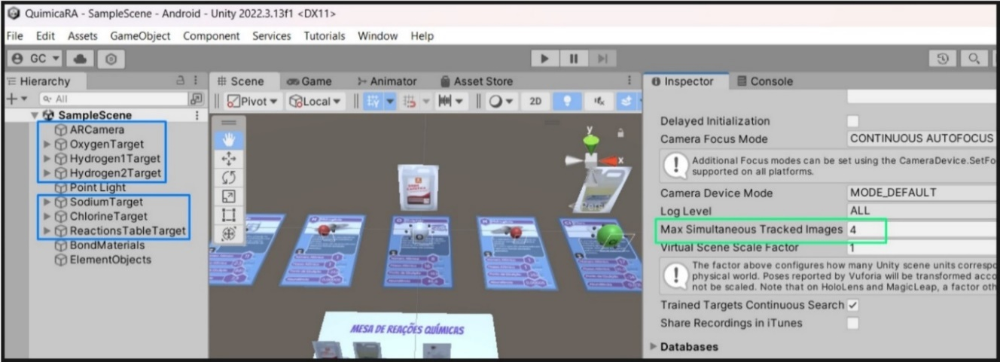 QuimicaRA - SampleScene - Android - Unity 2022.3.13f1 <DX11>
File Edit Assets GameObject Component Services Tutorials Window Help
GC
Hierarchy
All
SampleScene
ARCamera
OxygenTarget
Hydrogen1Target
Hydrogen2Target
Point Light
SodiumTarget
ChlorineTarget
ReactionsTableTarget
BondMaterials
ElementObjects
Scene Game Animator Asset Store
Pivot Local 2D
y
x
Pers
MESA DE REAÇÕES QUÍMICAS
Inspector Console
Delayed Initialization
Camera Focus Mode CONTINUOUS AUTOFOCUS
Additional Focus modes can be set using the CameraDevice.SetFo
supported on all platforms.
Camera Device Mode MODE_DEFAULT
Log Level ALL
Max Simultaneous Tracked Images 4
Virtual Scene Scale Factor 1
The factor above configures how many Unity scene units correspo
physical world. Poses reported by Vuforia will be transformed acco
not be scaled. Note that on HoloLens and MagicLeap, a factor oth
Trained Targets Continuous Search
Share Recordings in iTunes
Databases